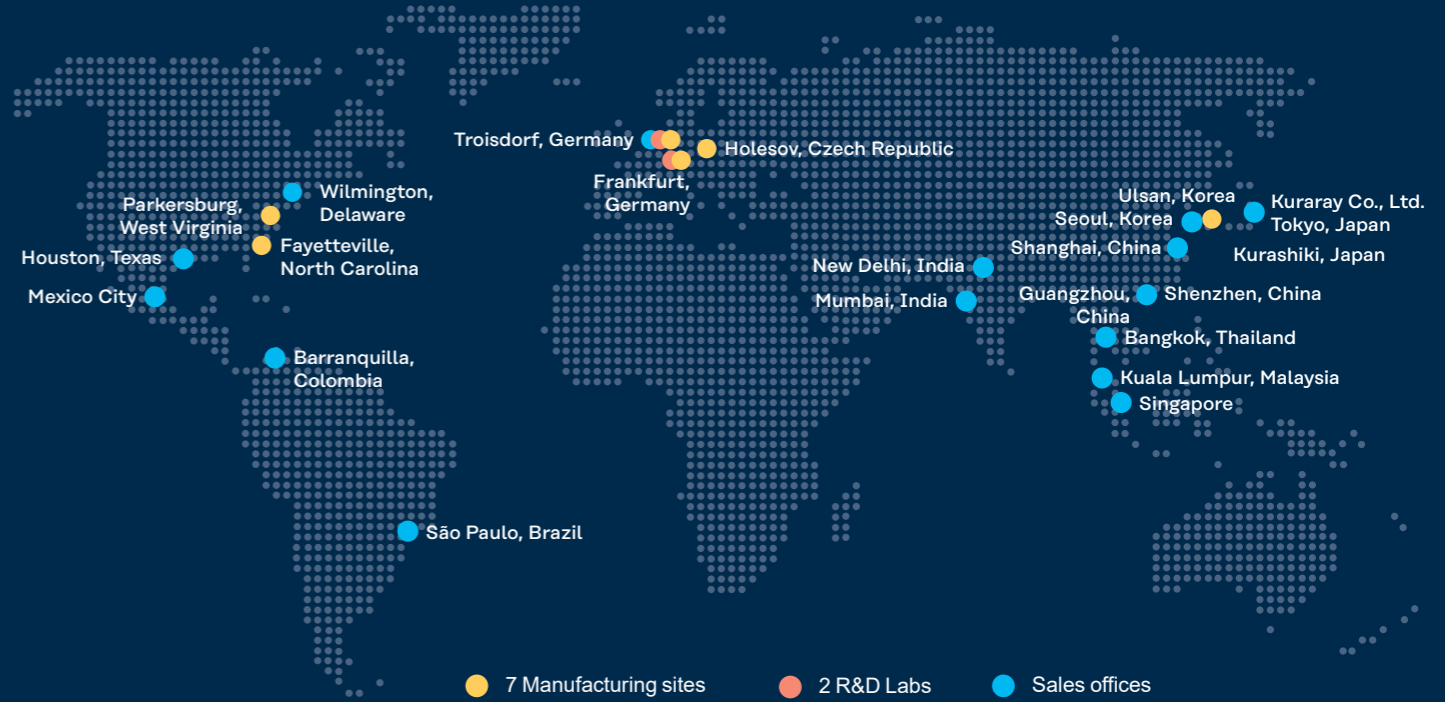 Troisdorf, Germany
Holesov, Czech Republic
Frankfurt,
Germany
Wilmington,
Delaware
Parkersburg,
West Virginia
Fayetteville,
North Carolina
Houston, Texas
Mexico City
Barranquilla,
Colombia
São Paulo, Brazil
Ulsan, Korea
Seoul, Korea
Kuraray Co., Ltd.
Tokyo, Japan
Kurashiki, Japan
Shanghai, China
New Delhi, India
Mumbai, India
Guangzhou,
China
Shenzhen, China
Bangkok, Thailand
Kuala Lumpur, Malaysia
Singapore
7 Manufacturing sites
2 R&D Labs
Sales offices